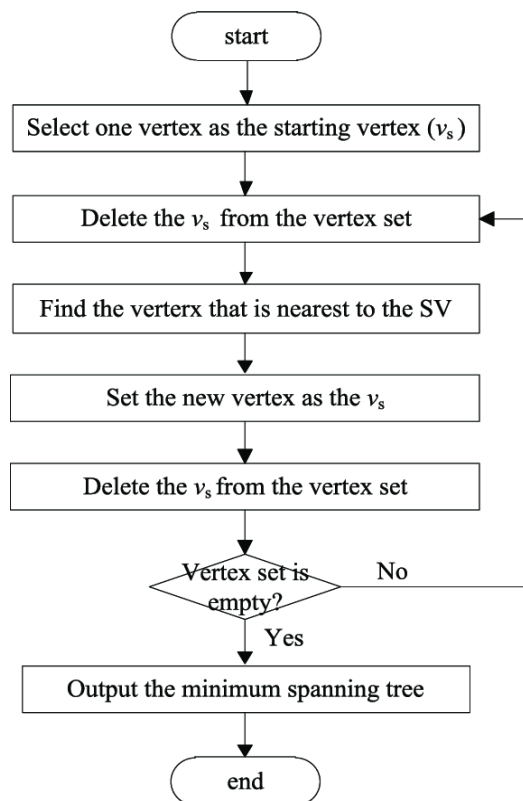 start
Select one vertex as the starting vertex (vs)
Delete the vs from the vertex set
Find the verterx that is nearest to the SV
Set the new vertex as the vs
Delete the vs from the vertex set
Vertex set is
empty?
No
Yes
Output the minimum spanning tree
end